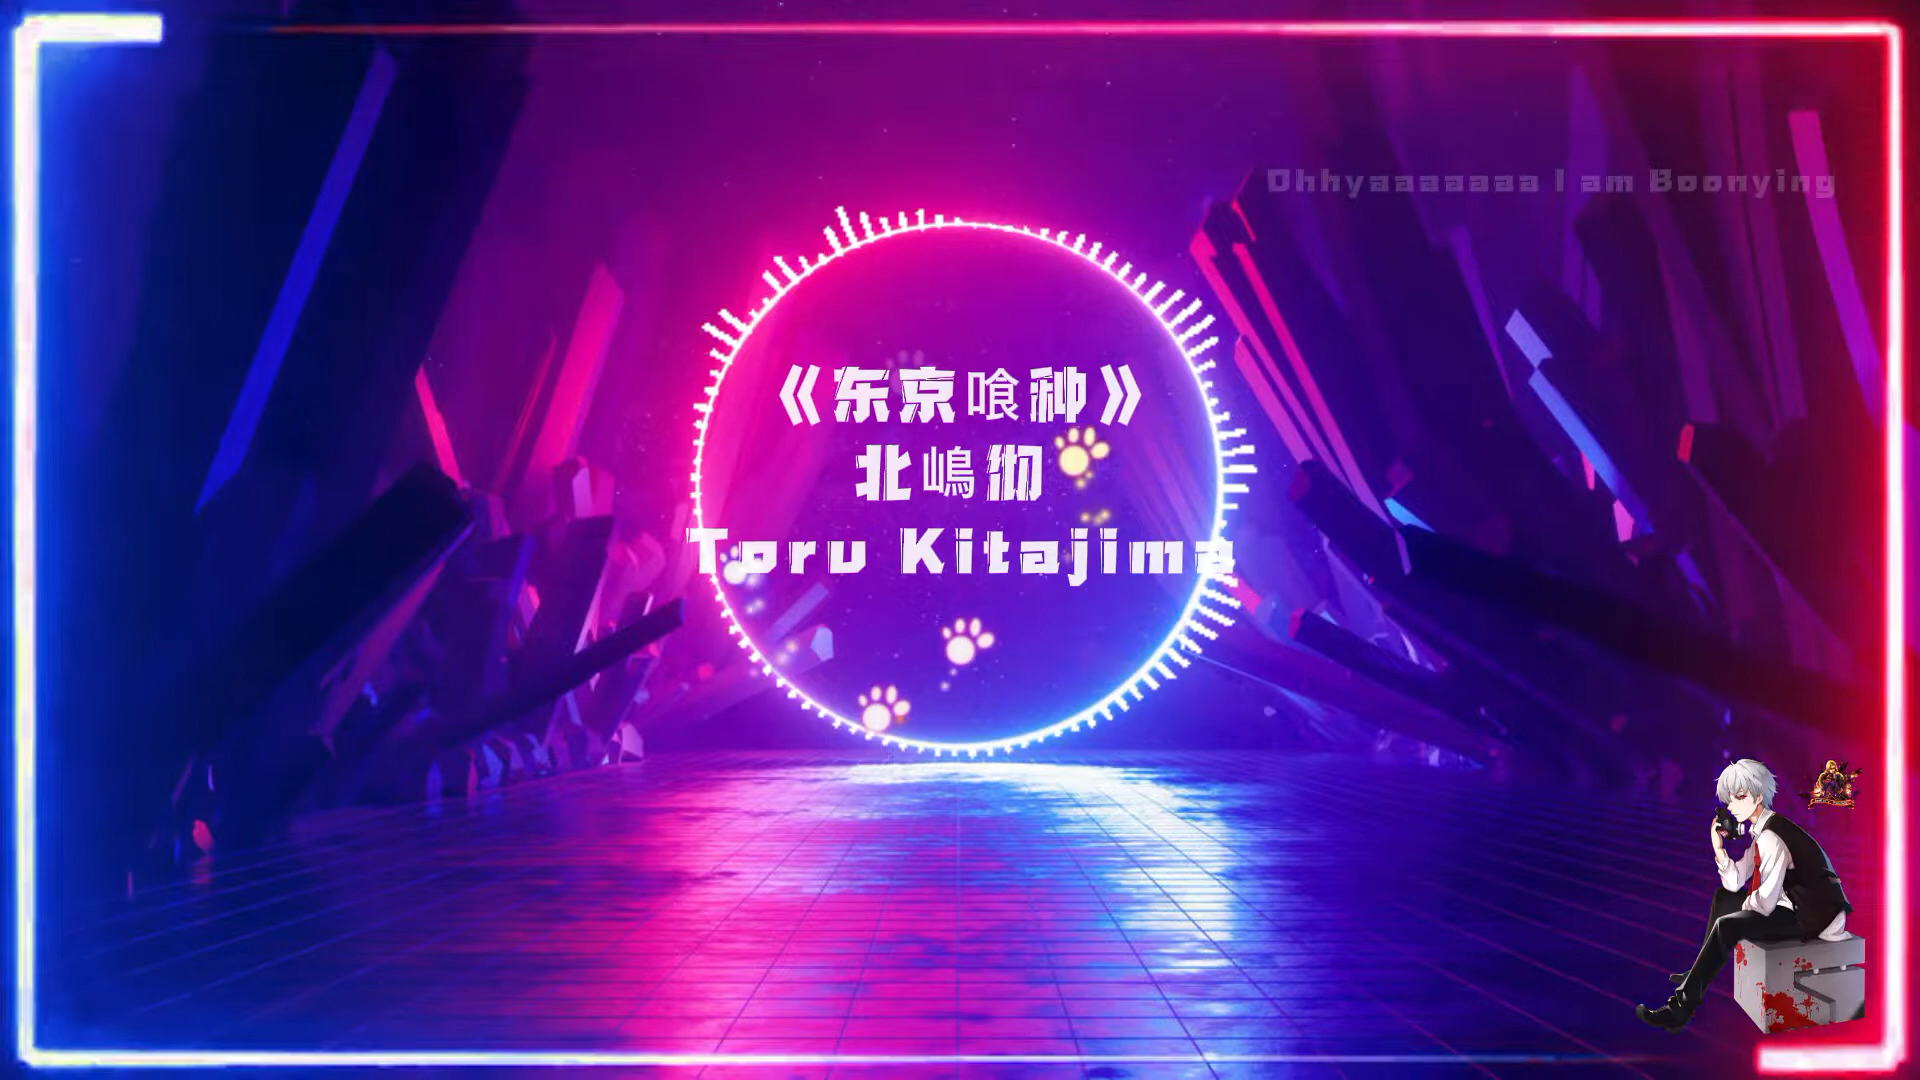 Ohhyaaaaaaa I am Boonying
《东京喰种》
北嶋彻
Toru Kitajima